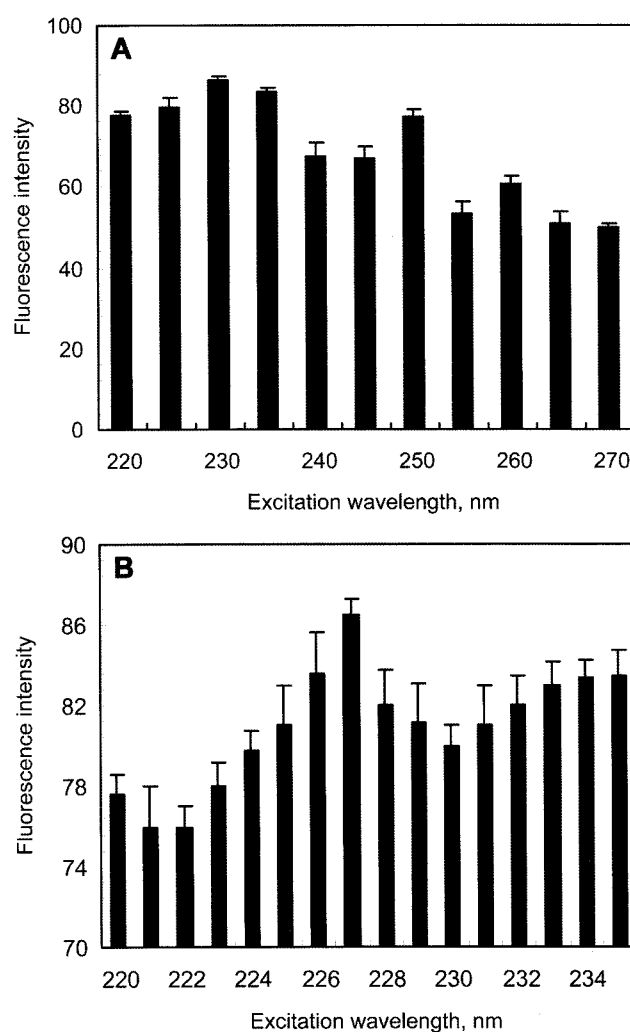 A
Fluorescence intensity
100
80
60
40
20
0
220 230 240 250 260 270
Excitation wavelength, nm
B
Fluorescence intensity
90
86
82
78
74
70
220 222 224 226 228 230 232 234
Excitation wavelength, nm